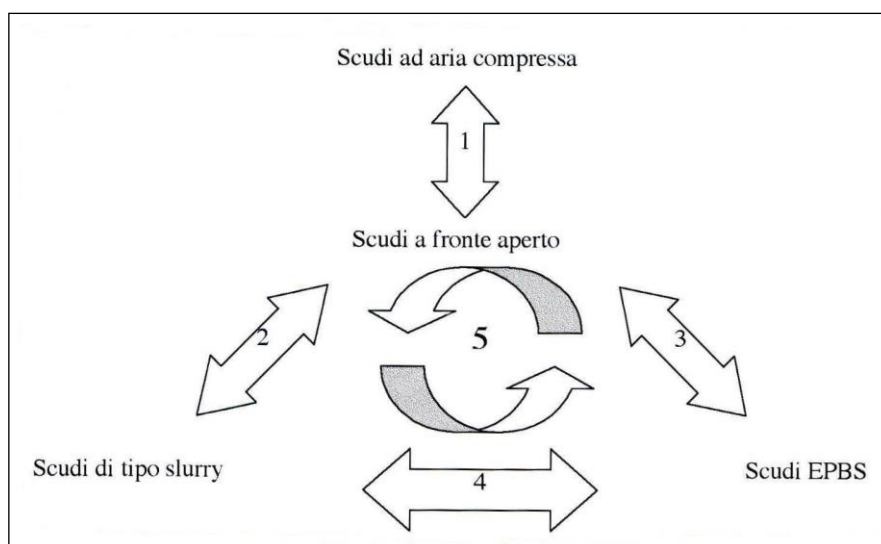 Scudi ad aria compressa
1
Scudi a fronte aperto
2
5
3
Scudi di tipo slurry
4
Scudi EPBS